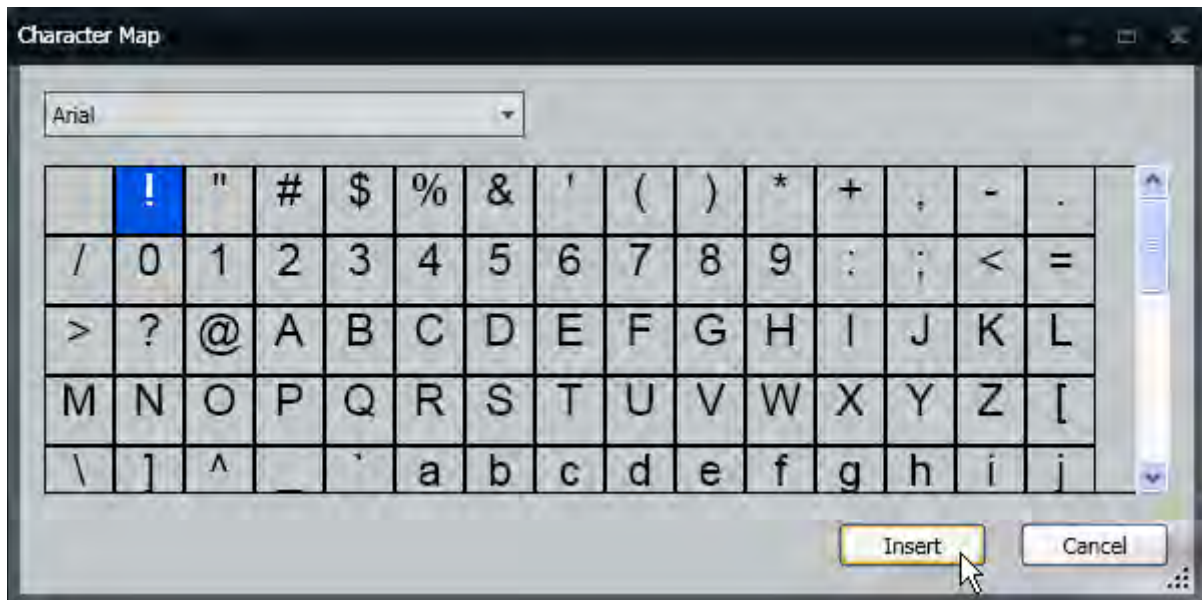 Character Map
Arial
! " # $ % & ' ( ) * + , - .
/ 0 1 2 3 4 5 6 7 8 9 : ; < =
> ? @ A B C D E F G H I J K L
M N O P Q R S T U V W X Y Z [
\ ] ^ _ ` a b c d e f g h i j
Insert Cancel